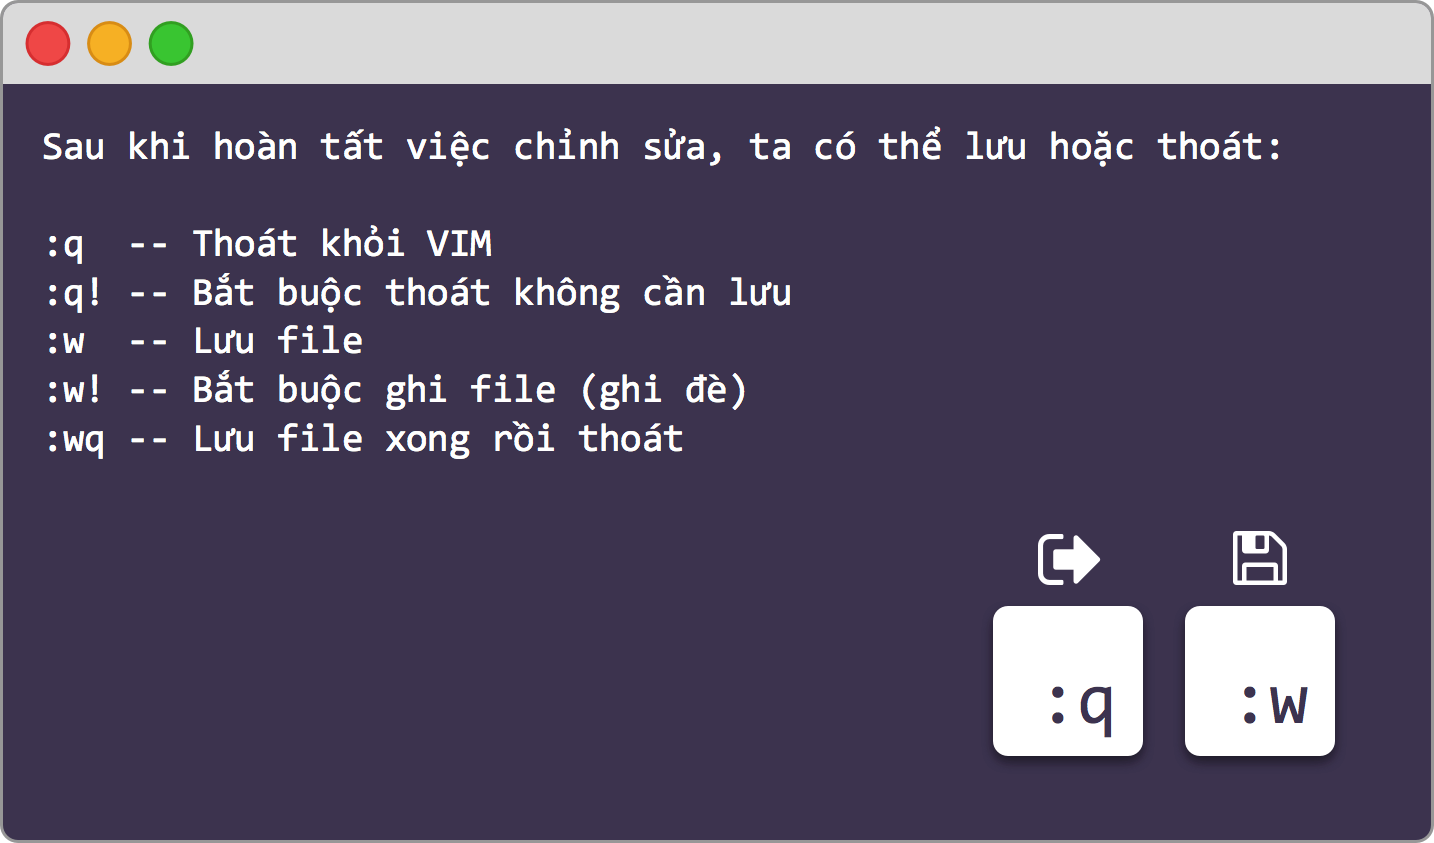 Sau khi hoàn tất việc chỉnh sửa, ta có thể lưu hoặc thoát:
:q  -- Thoát khỏi VIM
:q! -- Bắt buộc thoát không cần lưu
:w  -- Lưu file
:w! -- Bắt buộc ghi file (ghi đè)
:wq -- Lưu file xong rồi thoát
:q :w